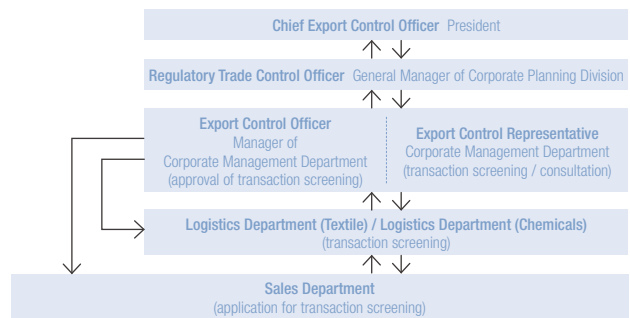 Chief Export Control Officer President
Regulatory Trade Control Officer General Manager of Corporate Planning Division
Export Control Officer
Manager of
Corporate Management Department
(approval of transaction screening)
Export Control Representative
Corporate Management Department
(transaction screening / consultation)
Logistics Department (Textile) / Logistics Department (Chemicals)
(transaction screening)
Sales Department
(application for transaction screening)